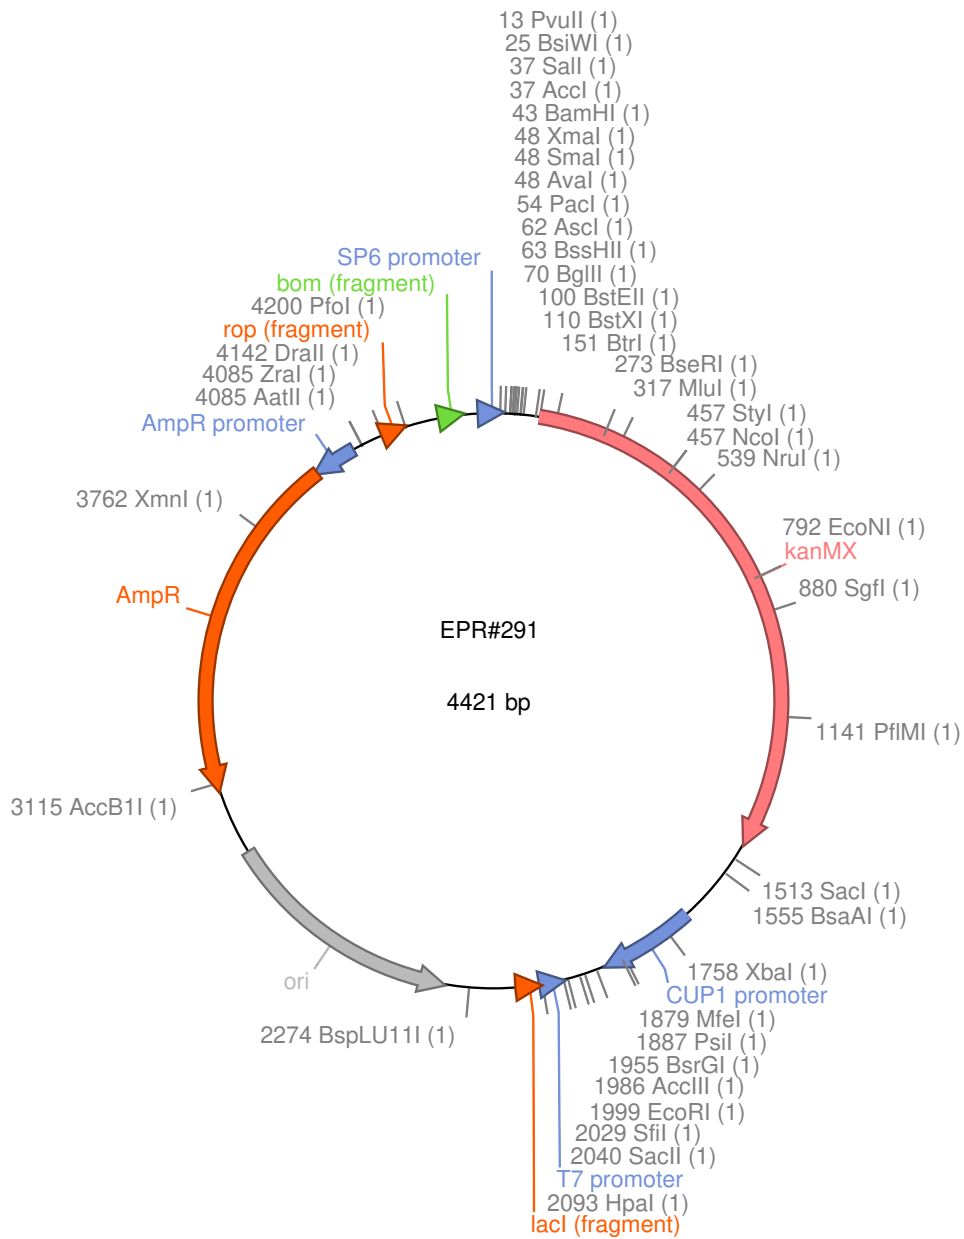 13 PvuII (1)
25 BsiWI (1)
37 SalI (1)
37 AccI (1)
43 BamHI (1)
48 XmaI (1)
48 SmaI (1)
48 AvaI (1)
54 PacI (1)
62 AscI (1)
63 BssHII (1)
70 BglII (1)
100 BstEII (1)
110 BstXI (1)
151 BtrI (1)
273 BseRI (1)
317 MluI (1)
457 StyI (1)
457 NcoI (1)
539 NruI (1)
792 EcoNI (1)
kanMX
880 SgfI (1)
1141 PflMI (1)
1513 SacI (1)
1555 BsaAI (1)
1758 XbaI (1)
CUP1 promoter
1879 MfeI (1)
1887 PsiI (1)
1955 BsrGI (1)
1986 AccIII (1)
1999 EcoRI (1)
2029 SfiI (1)
2040 SacII (1)
T7 promoter
2093 HpaI (1)
lacI (fragment)
2274 BspLU11I (1)
ori
3115 AccB1I (1)
AmpR
3762 XmnI (1)
AmpR promoter
4085 AatII (1)
4085 ZraI (1)
4142 DraII (1)
rop (fragment)
4200 PfoI (1)
bom (fragment)
SP6 promoter
EPR#291
4421 bp